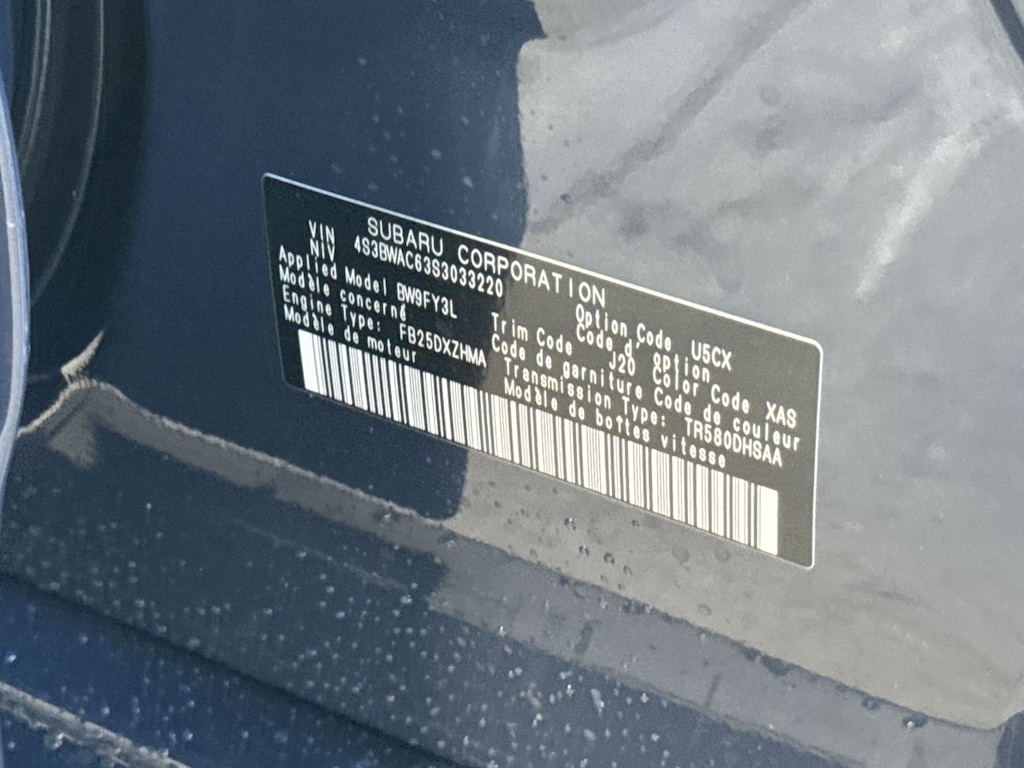 SUBARU CORPORATION
VIN 4S3BWAC63S3033220
NIV
Option Code U5CX
Code d' option
Applied Model BW9FY3L
Modèle concerné
Trim Code J20 Color Code XAS
Code de garniture Code de couleur
Engine Type: FB25DXZHMA
Modèle de moteur
Transmission Type: TR580DHSAA
Modèle de boîtes vitesse